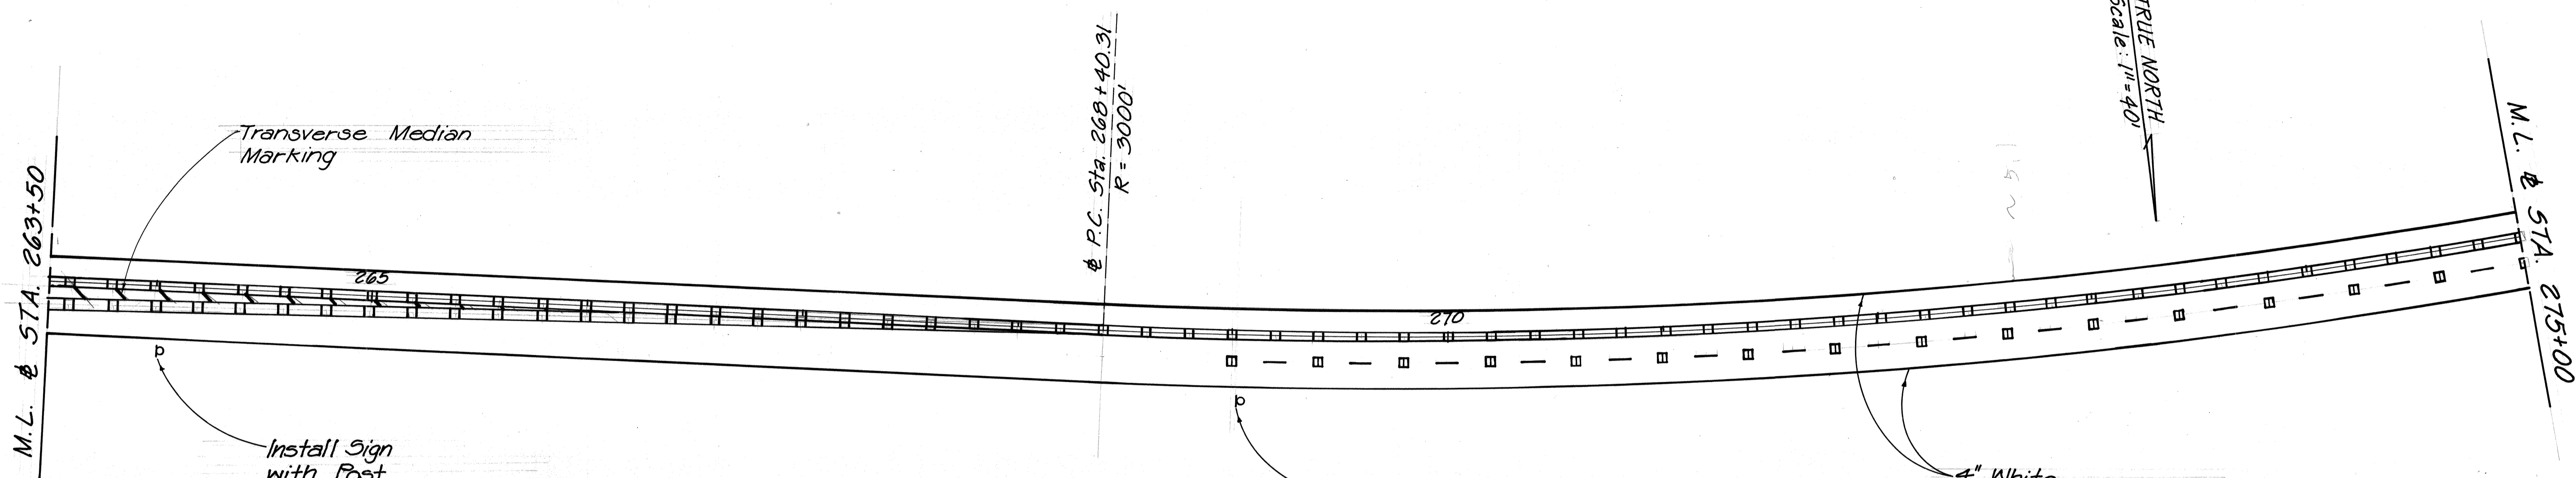 TRUE NORTH
Scale: 1"=40'
Transverse Median
Marking
M.L. ⅊ STA. 263+50
265
⅊ P.C. Sta. 268+40.31
R = 3000'
270
M.L. ⅊ STA. 275+00
Install Sign
with Post
4" White